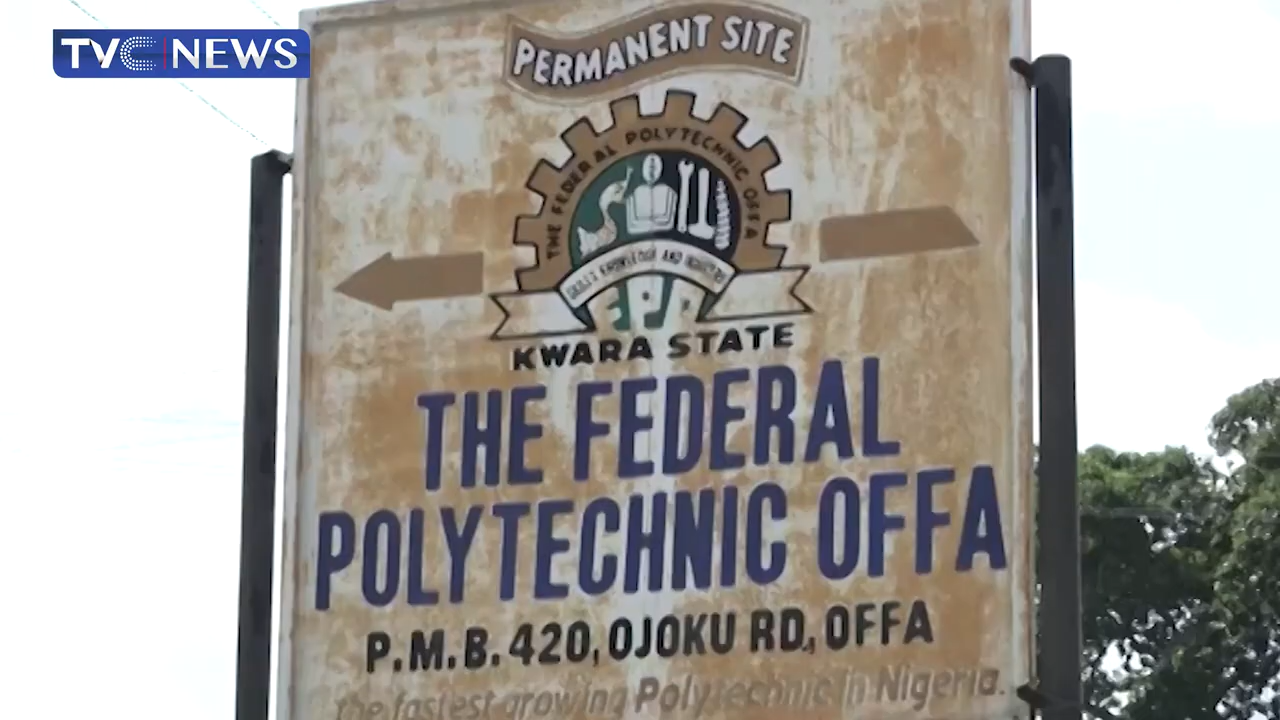 TVC NEWS
PERMANENT SITE
THE FEDERAL POLYTECHNIC OFFA
SKILLS KNOWLEDGE AND INDUSTRY
FPO
KWARA STATE
THE FEDERAL
POLYTECHNIC OFFA
P.M.B. 420, OJOKU RD., OFFA
the fastest growing Polytechnic in Nigeria.